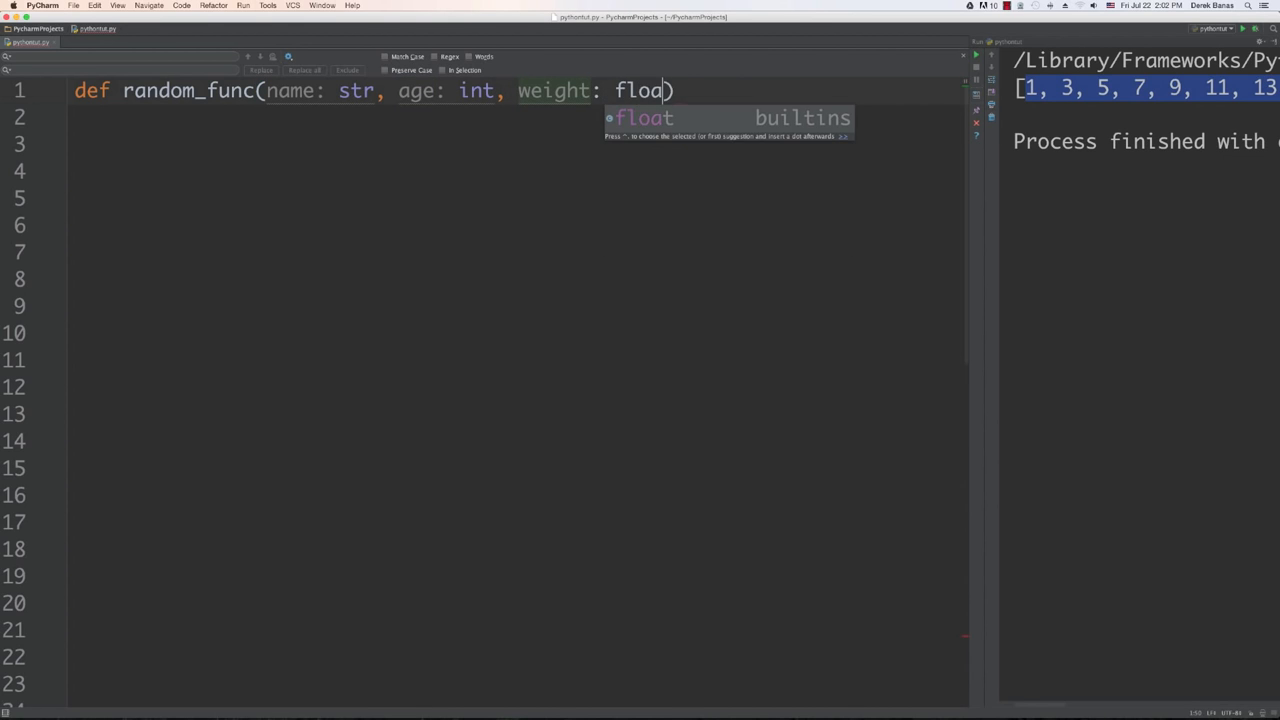 PyCharm File Edit View Navigate Code Refactor Run Tools VCS Window Help
10 Fri Jul 22 2:02 PM Derek Banas
pythontut.py - PycharmProjects - [~/PycharmProjects]
PycharmProjects pythontut.py
pythontut
pythontut.py
Run pythontut
Match Case Regex Words
Replace Replace all Exclude Preserve Case In Selection
/Library/Frameworks/Py
[1, 3, 5, 7, 9, 11, 13
Process finished with
1 def random_func(name: str, age: int, weight: floa)
float builtins
Press ^. to choose the selected (or first) suggestion and insert a dot afterwards >>
2
3
4
5
6
7
8
9
10
11
12
13
14
15
16
17
18
19
20
21
22
23
1:50 LF≑ UTF-8≑